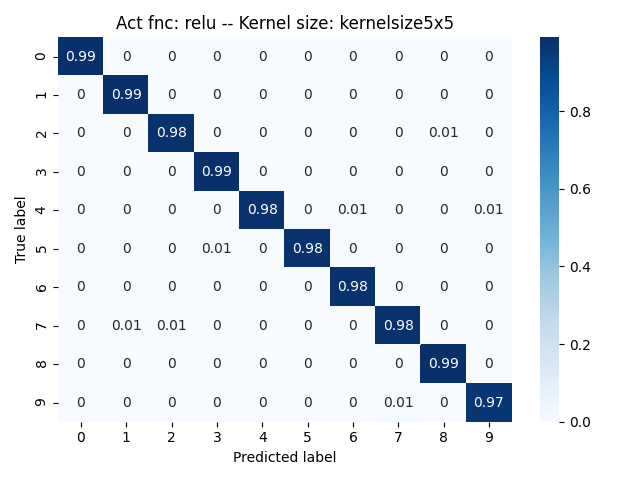 Act fnc: relu -- Kernel size: kernelsize5x5
True label
0 0.99 0 0 0 0 0 0 0 0 0
1 0 0.99 0 0 0 0 0 0 0 0
2 0 0 0.98 0 0 0 0 0 0.01 0
3 0 0 0 0.99 0 0 0 0 0 0
4 0 0 0 0 0.98 0 0.01 0 0 0.01
5 0 0 0 0.01 0 0.98 0 0 0 0
6 0 0 0 0 0 0 0.98 0 0 0
7 0 0.01 0.01 0 0 0 0 0.98 0 0
8 0 0 0 0 0 0 0 0 0.99 0
9 0 0 0 0 0 0 0 0.01 0 0.97
0 1 2 3 4 5 6 7 8 9
Predicted label
0.8
0.6
0.4
0.2
0.0